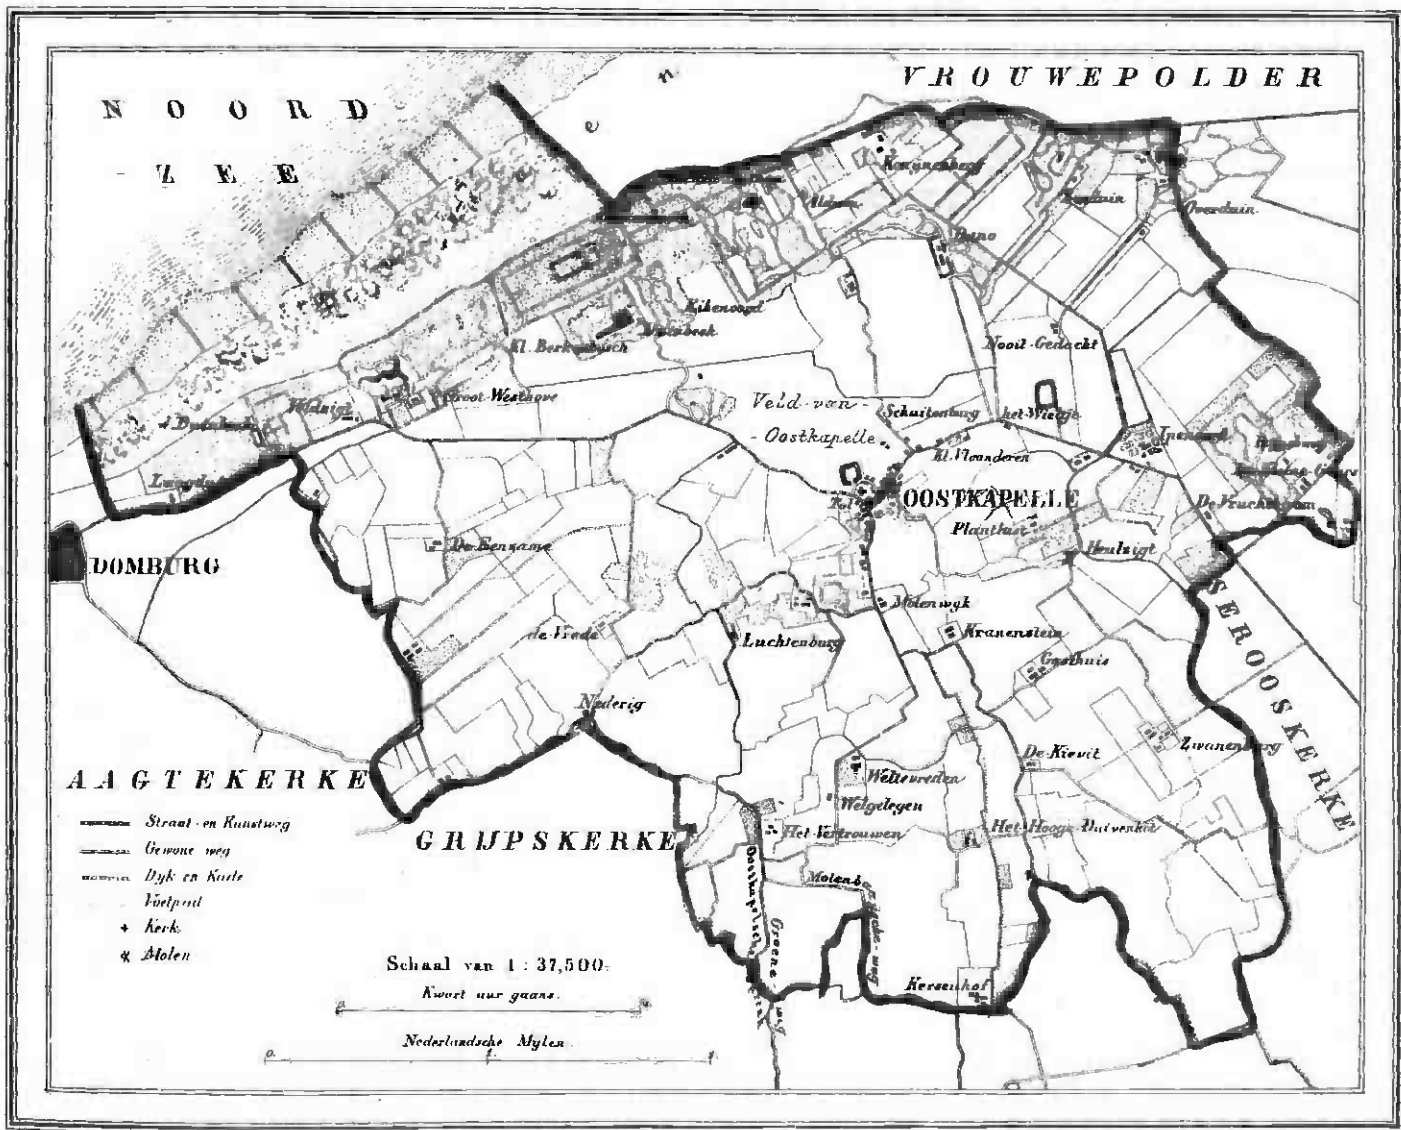 NOORD
ZEE
VROUWEPOLDER
Aldum
Overduin
Duno
Kl. Berkenbosch
Nooit-Gedacht
Groot Westhove
Veld van
Oostkapelle
Schuitenburg
het Wiedje
Kl. Vlaanderen
OOSTKAPELLE
Plantlust
Heulzigt
DOMBURG
De Eenzame
Molenwyk
de Vrede
Luchtenburg
Kranenstein
Gasthuis
SEROOSKERKE
Nederig
De Kievit
Zwanenburg
AAGTEKERKE
Weltevreden
Welgelegen
Het Vertrouwen
Het Hooge Duivenhok
GRIJPSKERKE
Straat- en Kunstweg
Gewone weg
Dyk en Kade
Voetpad
Kerk
Molen
Groene weg
Kersenhof
Schaal van 1 : 37,500.
Kwart uur gaans.
Nederlandsche Mylen.